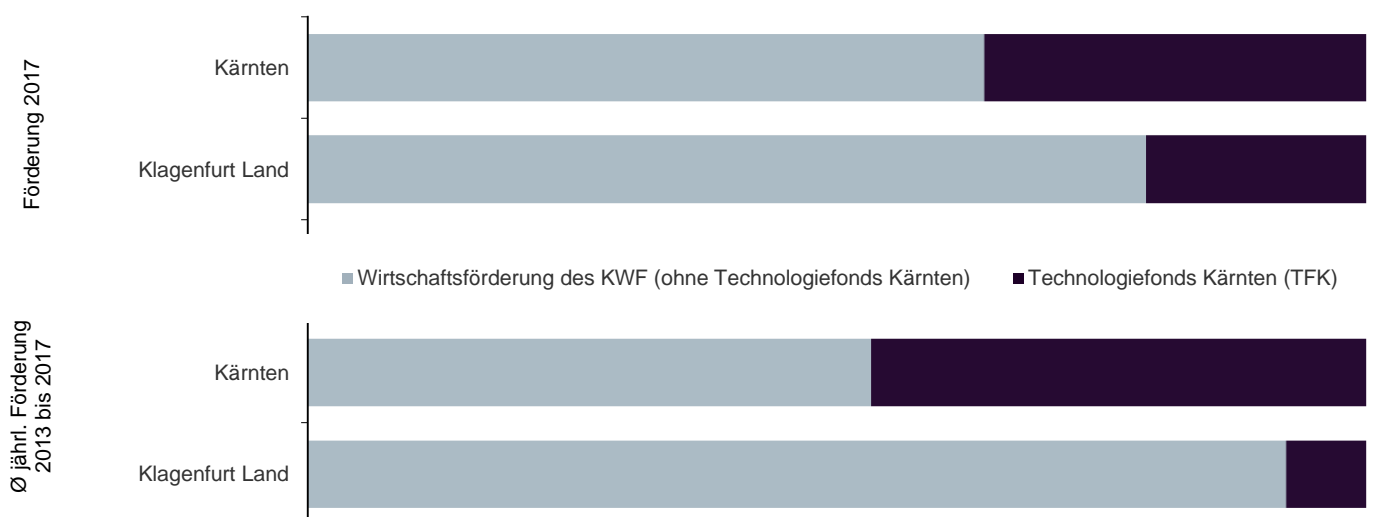 Förderung 2017
Kärnten
Klagenfurt Land
Wirtschaftsförderung des KWF (ohne Technologiefonds Kärnten)
Technologiefonds Kärnten (TFK)
Ø jährl. Förderung
2013 bis 2017
Kärnten
Klagenfurt Land